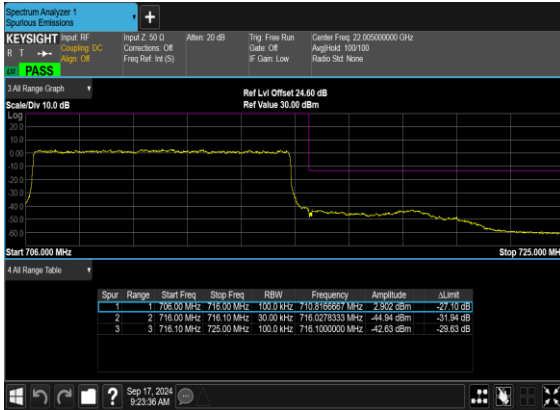 Spectrum Analyzer 1
Spurious Emissions
KEYSIGHT
R T
Input: RF
Coupling: DC
Align: Off
Input Z: 50 Ω
Corrections: Off
Freq Ref: Int (S)
Atten: 20 dB
Trig: Free Run
Gate: Off
IF Gain: Low
Center Freq: 22.005000000 GHz
Avg|Hold: 100/100
Radio Std: None
PASS
3 All Range Graph
Scale/Div 10.0 dB
Ref Lvl Offset 24.60 dB
Ref Value 30.00 dBm
Log
20.0
10.0
0.00
-10.0
-20.0
-30.0
-40.0
-50.0
-60.0
Start 706.000 MHz
Stop 725.000 MHz
4 All Range Table
Spur Range Start Freq Stop Freq RBW Frequency Amplitude ΔLimit
1 1 706.00 MHz 716.00 MHz 100.0 kHz 710.8166667 MHz 2.902 dBm -27.10 dB
2 2 716.00 MHz 716.10 MHz 30.00 kHz 716.0278333 MHz -44.94 dBm -31.94 dB
3 3 716.10 MHz 725.00 MHz 100.0 kHz 716.1000000 MHz -42.63 dBm -29.63 dB
Sep 17, 2024
9:23:36 AM